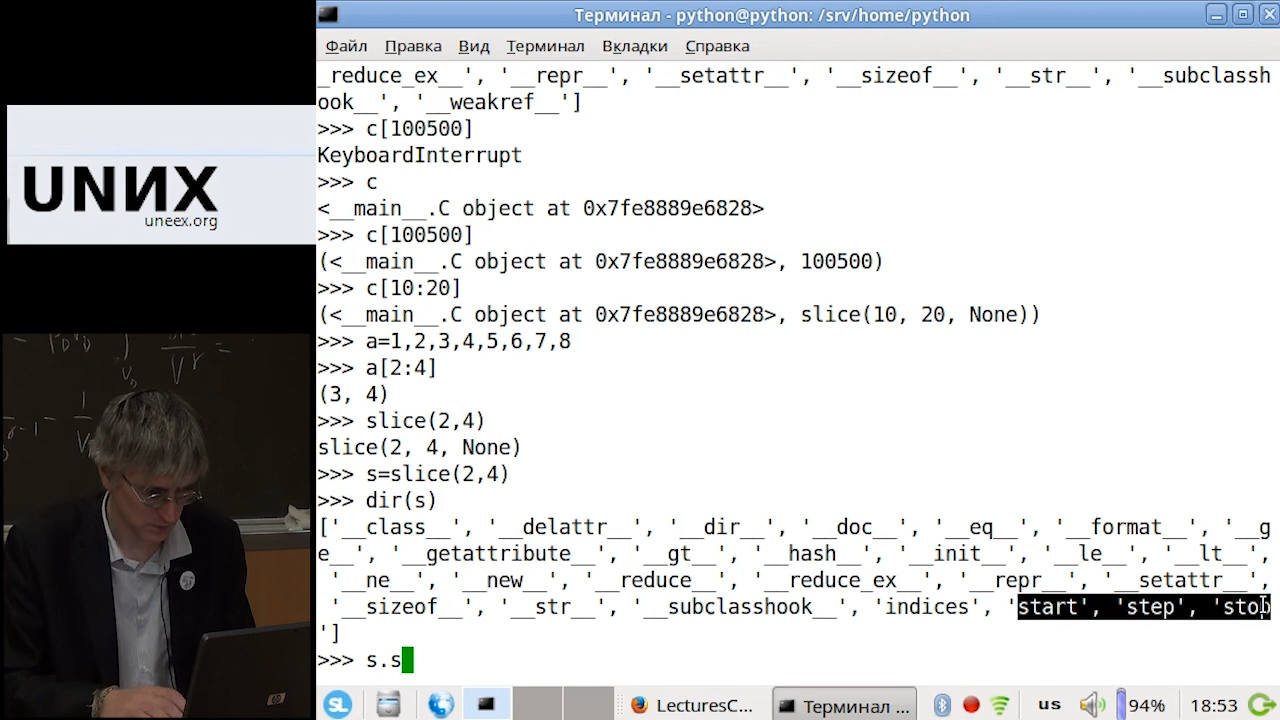 Терминал - python@python: /srv/home/python
Файл Правка Вид Терминал Вкладки Справка
_reduce_ex__', '__repr__', '__setattr__', '__sizeof__', '__str__', '__subclassh
ook__', '__weakref__']
>>> c[100500]
KeyboardInterrupt
>>> c
<__main__.C object at 0x7fe8889e6828>
>>> c[100500]
(<__main__.C object at 0x7fe8889e6828>, 100500)
>>> c[10:20]
(<__main__.C object at 0x7fe8889e6828>, slice(10, 20, None))
>>> a=1,2,3,4,5,6,7,8
>>> a[2:4]
(3, 4)
>>> slice(2,4)
slice(2, 4, None)
>>> s=slice(2,4)
>>> dir(s)
['__class__', '__delattr__', '__dir__', '__doc__', '__eq__', '__format__', '__g
e__', '__getattribute__', '__gt__', '__hash__', '__init__', '__le__', '__lt__',
'__ne__', '__new__', '__reduce__', '__reduce_ex__', '__repr__', '__setattr__',
'__sizeof__', '__str__', '__subclasshook__', 'indices', 'start', 'step', 'stop
']
>>> s.s
LecturesC... Терминал ... us 94% 18:53
UNИX
uneex.org